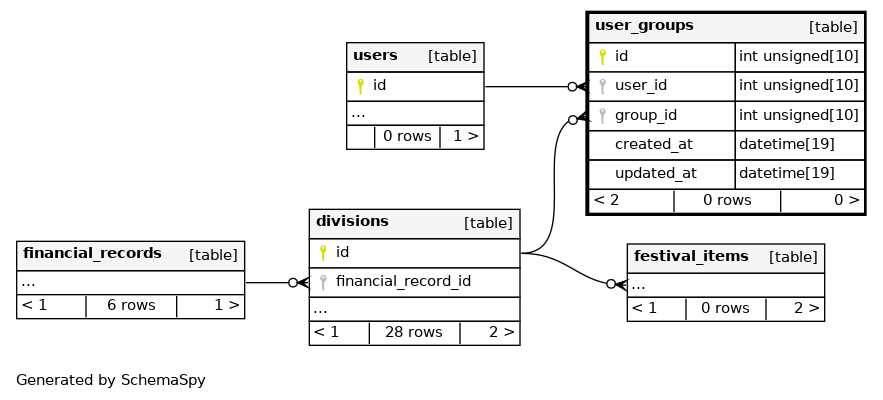 user_groups [table]
id int unsigned[10]
user_id int unsigned[10]
group_id int unsigned[10]
created_at datetime[19]
updated_at datetime[19]
< 2 0 rows 0 >
users [table]
id
...
0 rows 1 >
divisions [table]
id
financial_record_id
...
< 1 28 rows 2 >
financial_records [table]
...
< 1 6 rows 1 >
festival_items [table]
...
< 1 0 rows 2 >
Generated by SchemaSpy